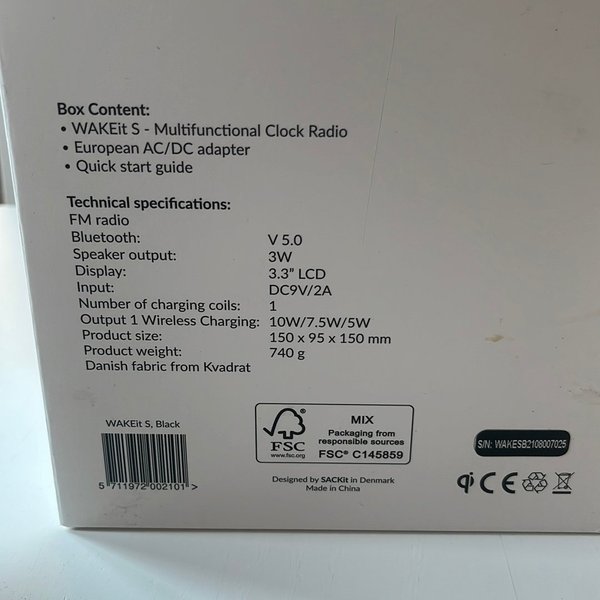 Box Content:
• WAKEit S - Multifunctional Clock Radio
• European AC/DC adapter
• Quick start guide
Technical specifications:
FM radio
Bluetooth: V 5.0
Speaker output: 3W
Display: 3.3" LCD
Input: DC9V/2A
Number of charging coils: 1
Output 1 Wireless Charging: 10W/7.5W/5W
Product size: 150 x 95 x 150 mm
Product weight: 740 g
Danish fabric from Kvadrat
WAKEit S, Black
5 711972 002101 >
FSC
www.fsc.org
MIX
Packaging from
responsible sources
FSC® C145859
Designed by SACKit in Denmark
Made in China
S/N: WAKESB2108007025
qi CE